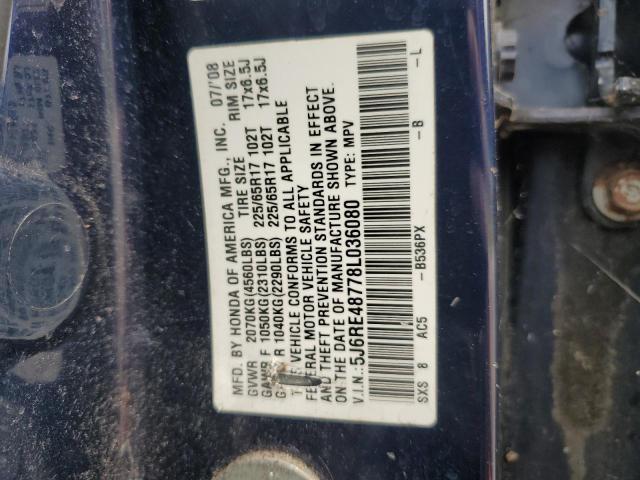 MFD. BY HONDA OF AMERICA MFG., INC. 07/'08
TIRE SIZE RIM SIZE
GVWR 2070KG(4560LBS)
GAWR F 1050KG(2310LBS) 225/65R17 102T 17x6.5J
R 1040KG(2290LBS) 225/65R17 102T 17x6.5J
VEHICLE CONFORMS TO ALL APPLICABLE
FEDERAL MOTOR VEHICLE SAFETY
AND THEFT PREVENTION STANDARDS IN EFFECT
ON THE DATE OF MANUFACTURE SHOWN ABOVE.
V.I.N.: 5J6RE48778L036080 TYPE: MPV
SXS 8 AC5 -B536PX -B -L